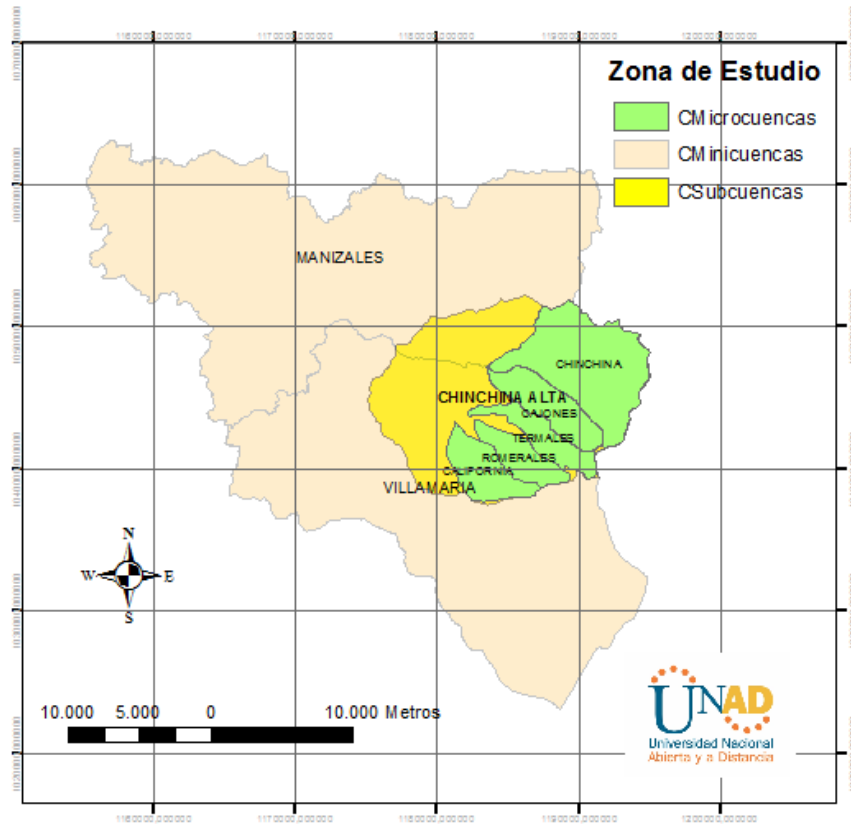 Zona de Estudio
CMicrocuencas
CMinicuencas
CSubcuencas
MANIZALES
CHINCHINA
CHINCHINA ALTA
CAJONES
TERMALES
ROMERALES
CALIFORNIA
VILLAMARIA
N
W E
S
10.000 5.000 0 10.000 Metros
UNAD
Universidad Nacional
Abierta y a Distancia